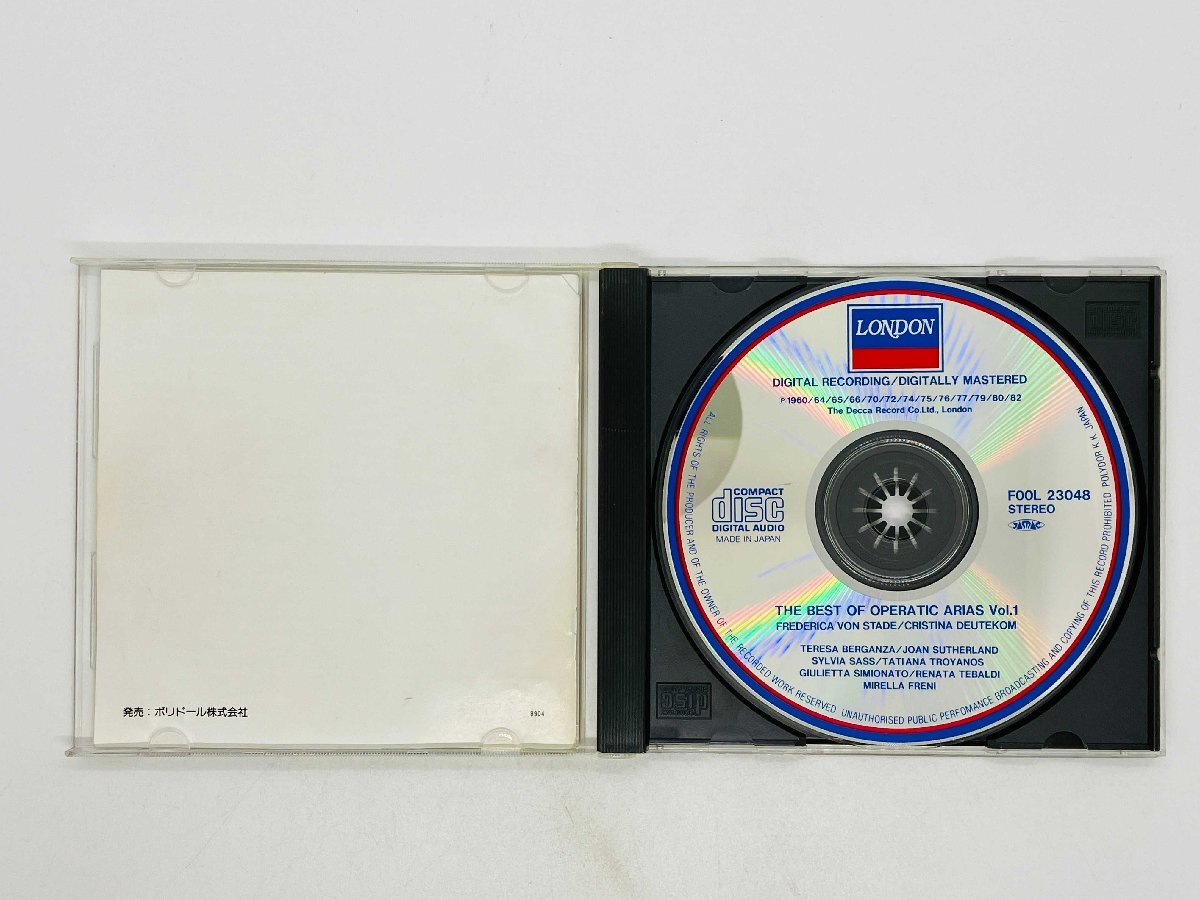 発売：ポリドール株式会社
8904
LONDON
DIGITAL RECORDING/DIGITALLY MASTERED
℗1960/64/65/66/70/72/74/75/76/77/79/80/82
The Decca Record Co.Ltd., London
COMPACT
disc
DIGITAL AUDIO
MADE IN JAPAN
F00L 23048
STEREO
JASRAC
THE BEST OF OPERATIC ARIAS Vol.1
FREDERICA VON STADE/CRISTINA DEUTEKOM
TERESA BERGANZA/JOAN SUTHERLAND
SYLVIA SASS/TATIANA TROYANOS
GIULIETTA SIMIONATO/RENATA TEBALDI
MIRELLA FRENI
ALL RIGHTS OF THE PRODUCER AND OF THE OWNER OF THE RECORDED WORK RESERVED. UNAUTHORISED PUBLIC PERFOMANCE BROADCASTING AND COPYING OF THIS RECORD PROHIBITED. POLYDOR K.K. JAPAN
disc